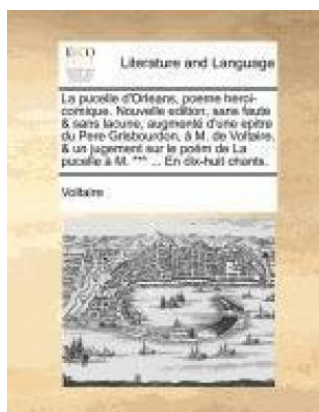 ECCO
Literature and Language
La pucelle d'Orleans, poeme heroi-
comique. Nouvelle edition, sans faute
& sans lacune, augmenté d'une epitre
du Pere Grisbourdon, à M. de Voltaire,
& un jugement sur le poëm de La
pucelle à M. *** ... En dix-huit chants.
Voltaire